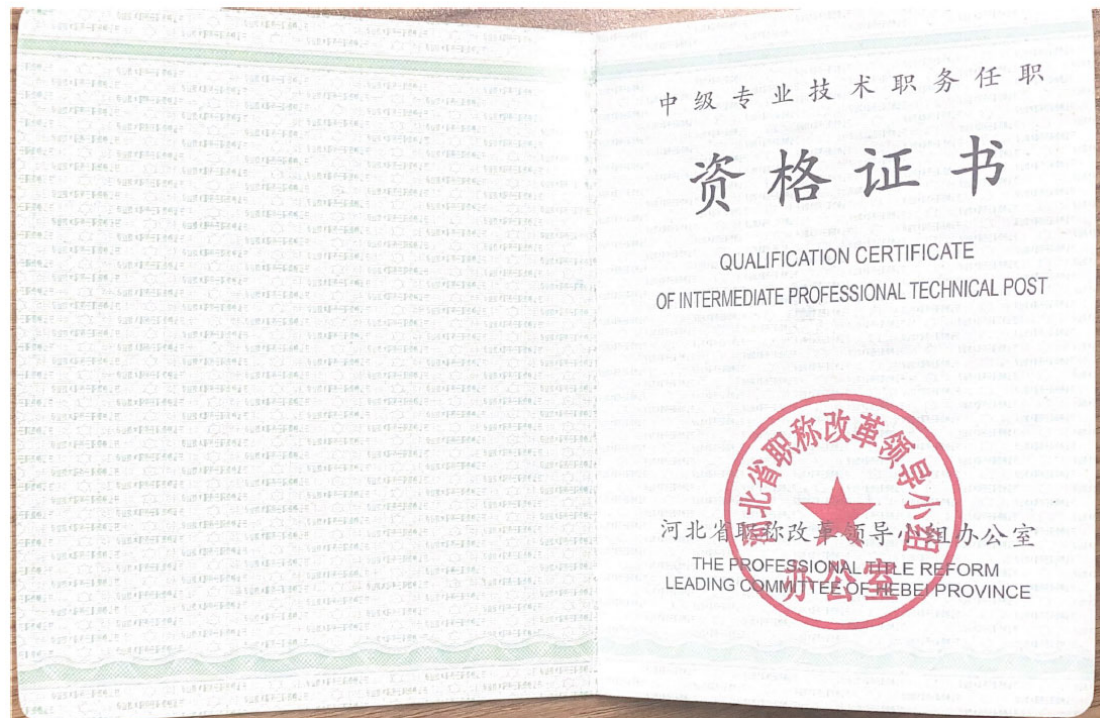 中级专业技术职务任职
资格证书
QUALIFICATION CERTIFICATE
OF INTERMEDIATE PROFESSIONAL TECHNICAL POST
河北省职称改革领导小组
办公室
河北省职称改革领导小组办公室
THE PROFESSIONAL TITLE REFORM
LEADING COMMITTEE OF HEBEI PROVINCE